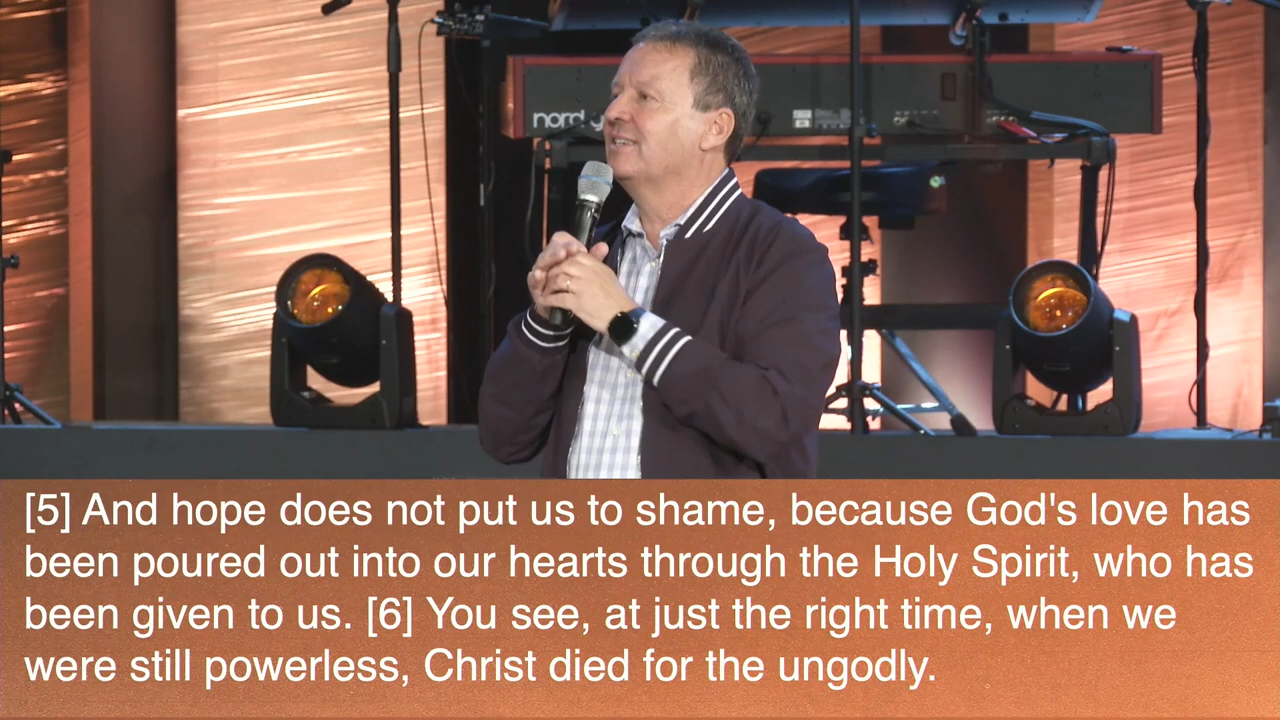 nord
[5] And hope does not put us to shame, because God's love has
been poured out into our hearts through the Holy Spirit, who has
been given to us. [6] You see, at just the right time, when we
were still powerless, Christ died for the ungodly.